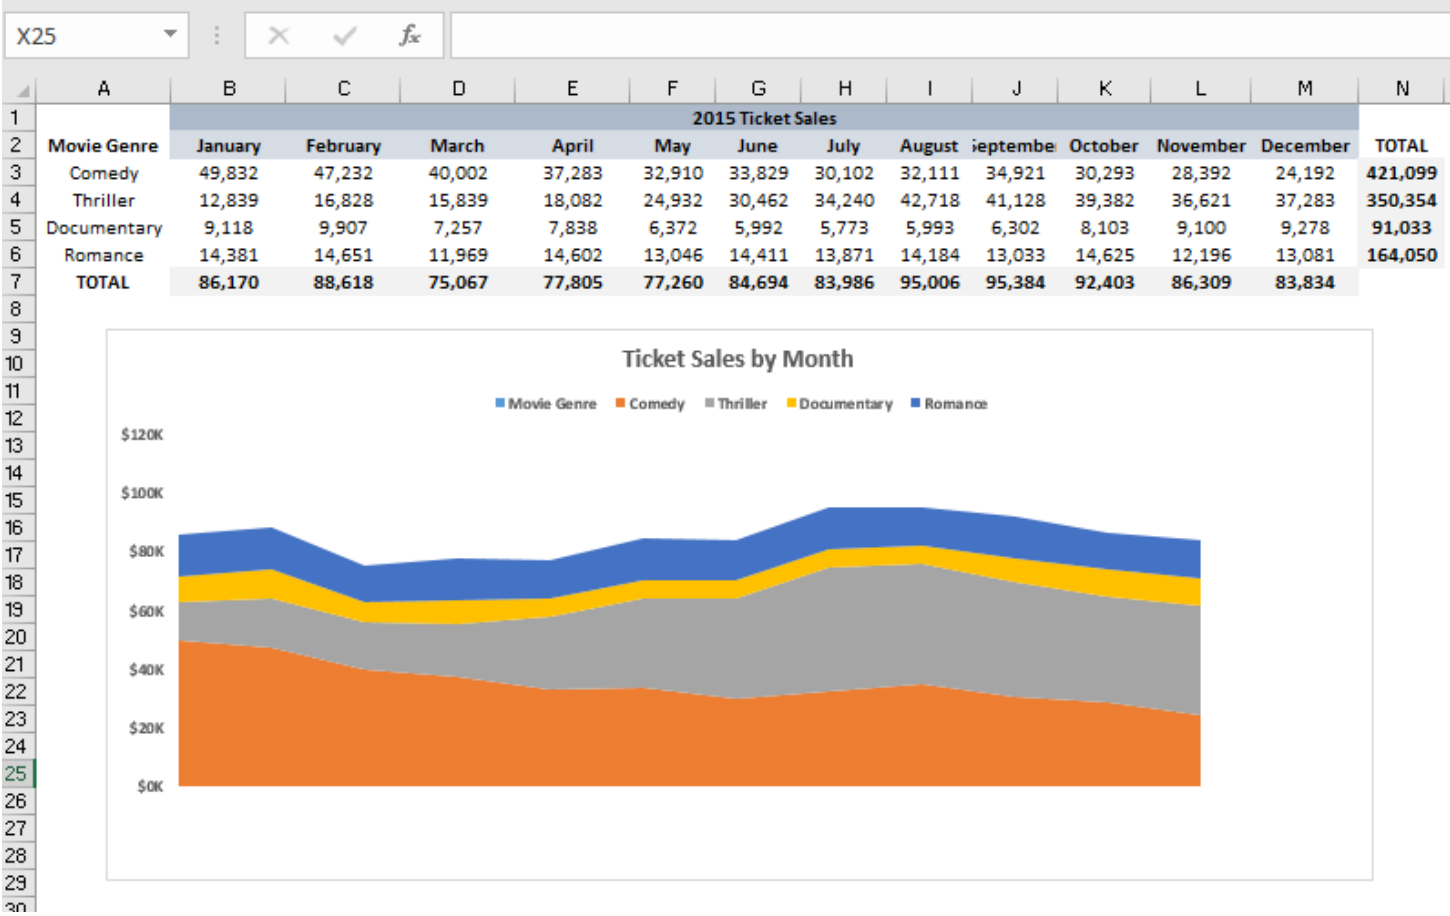 X25 fx
A B C D E F G H I J K L M N
1 2015 Ticket Sales
2 Movie Genre January February March April May June July August Septembe October November December TOTAL
3 Comedy 49,832 47,232 40,002 37,283 32,910 33,829 30,102 32,111 34,921 30,293 28,392 24,192 421,099
4 Thriller 12,839 16,828 15,839 18,082 24,932 30,462 34,240 42,718 41,128 39,382 36,621 37,283 350,354
5 Documentary 9,118 9,907 7,257 7,838 6,372 5,992 5,773 5,993 6,302 8,103 9,100 9,278 91,033
6 Romance 14,381 14,651 11,969 14,602 13,046 14,411 13,871 14,184 13,033 14,625 12,196 13,081 164,050
7 TOTAL 86,170 88,618 75,067 77,805 77,260 84,694 83,986 95,006 95,384 92,403 86,309 83,834
8
9
10 Ticket Sales by Month
11
Movie Genre Comedy Thriller Documentary Romance
12
13 $120K
14
15 $100K
16
17 $80K
18
19 $60K
20
21 $40K
22
23 $20K
24
25 $0K
26
27
28
29
30